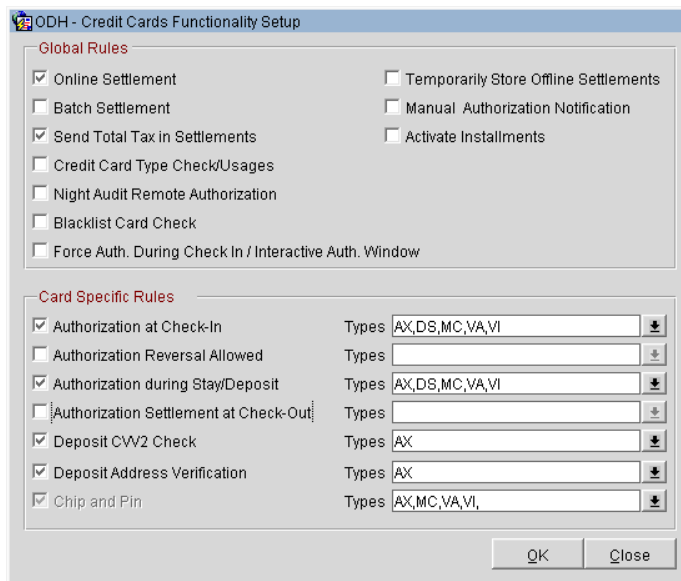 ODH - Credit Cards Functionality Setup
Global Rules
Online Settlement
Temporarily Store Offline Settlements
Batch Settlement
Manual Authorization Notification
Send Total Tax in Settlements
Activate Installments
Credit Card Type Check/Usages
Night Audit Remote Authorization
Blacklist Card Check
Force Auth. During Check In / Interactive Auth. Window
Card Specific Rules
Authorization at Check-In Types AX,DS,MC,VA,VI
Authorization Reversal Allowed Types
Authorization during Stay/Deposit Types AX,DS,MC,VA,VI
Authorization Settlement at Check-Out Types
Deposit CVV2 Check Types AX
Deposit Address Verification Types AX
Chip and Pin Types AX,MC,VA,VI,
OK Close